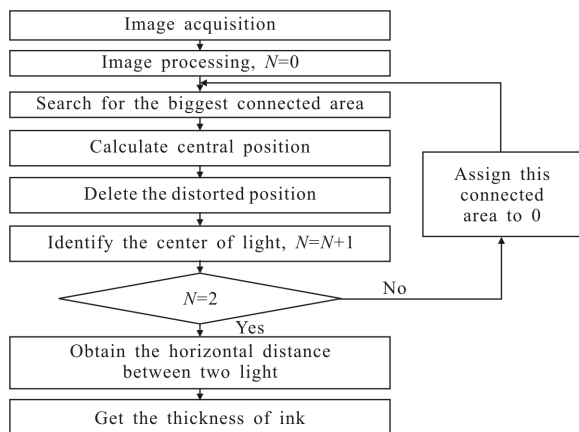 Image acquisition
Image processing, N=0
Search for the biggest connected area
Calculate central position
Delete the distorted position
Assign this
connected
area to 0
Identify the center of light, N=N+1
No
N=2
Yes
Obtain the horizontal distance
between two light
Get the thickness of ink